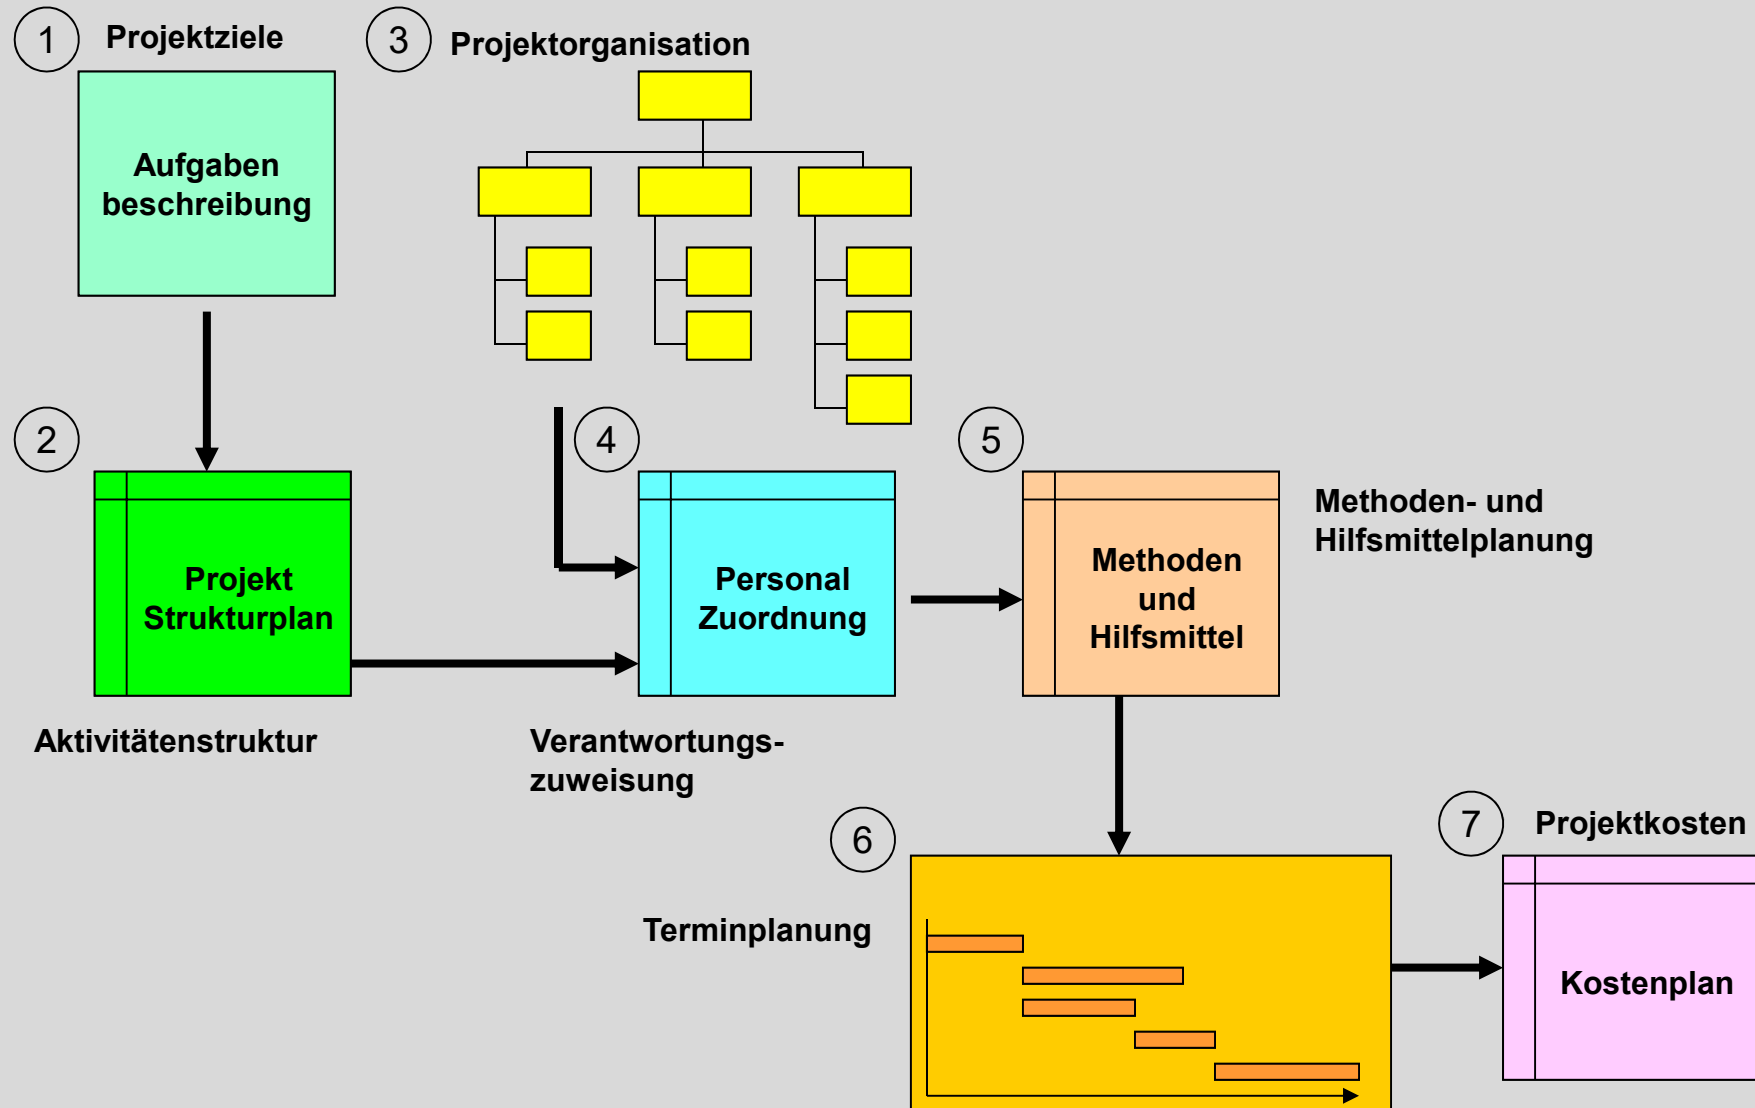 1
Projektziele
Aufgaben
beschreibung
3
Projektorganisation
2
Projekt
Strukturplan
Aktivitätenstruktur
4
Personal
Zuordnung
Verantwortungs-
zuweisung
5
Methoden
und
Hilfsmittel
Methoden- und
Hilfsmittelplanung
6
Terminplanung
7
Projektkosten
Kostenplan